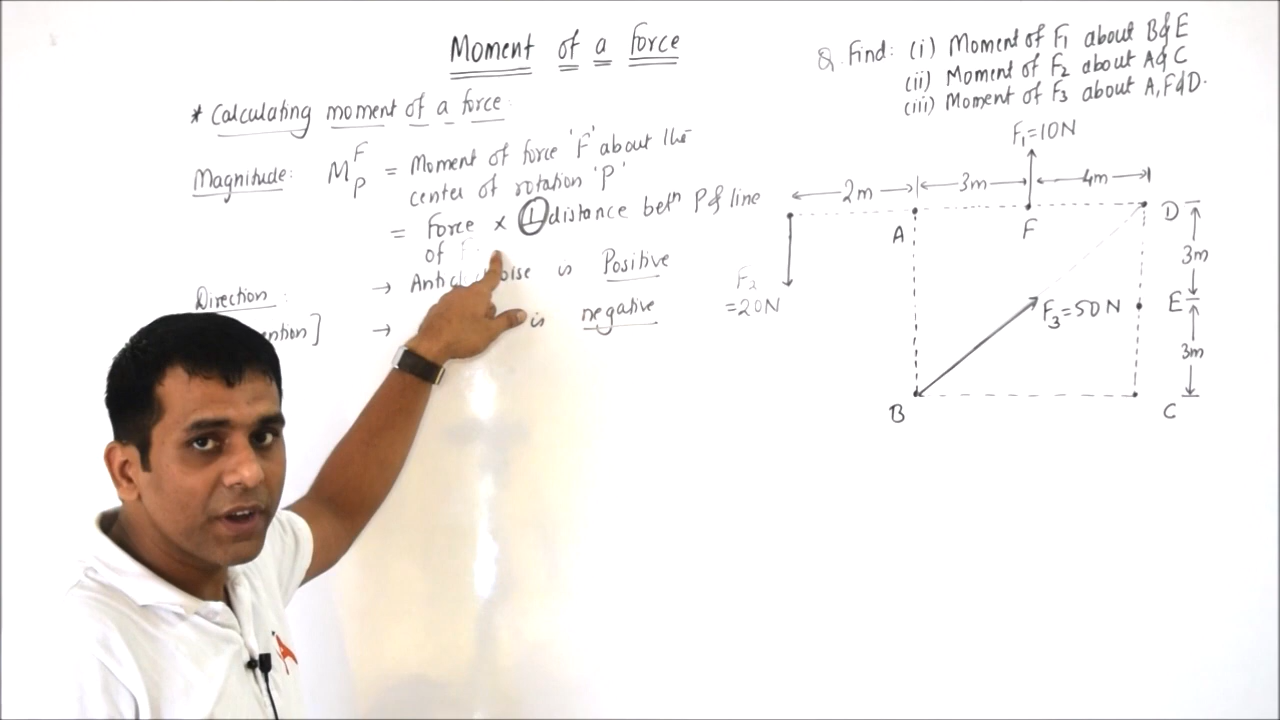 Moment of a force
* Calculating moment of a force
Magnitude: M_P^F = Moment of force 'F' about the
center of rotation 'P'
= Force × ⊥ distance betn P & line
of
Direction: → is Positive
→ is negative
Q. Find: (i) Moment of F1 about B & E
(ii) Moment of F2 about A & C
(iii) Moment of F3 about A, F & D.
F1=10N
2m 3m 4m
A F D
3m
F2
=20N
F3=50N
E
3m
B C